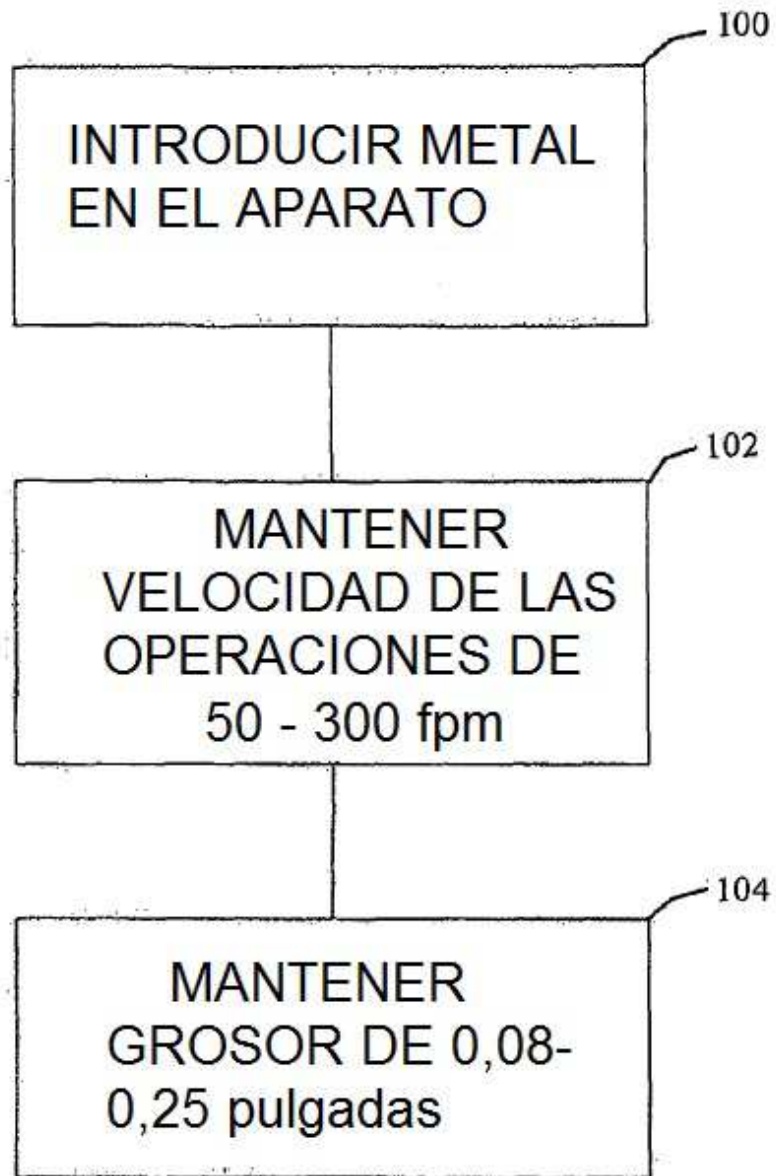 100
INTRODUCIR METAL
EN EL APARATO
102
MANTENER
VELOCIDAD DE LAS
OPERACIONES DE
50 - 300 fpm
104
MANTENER
GROSOR DE 0,08-
0,25 pulgadas